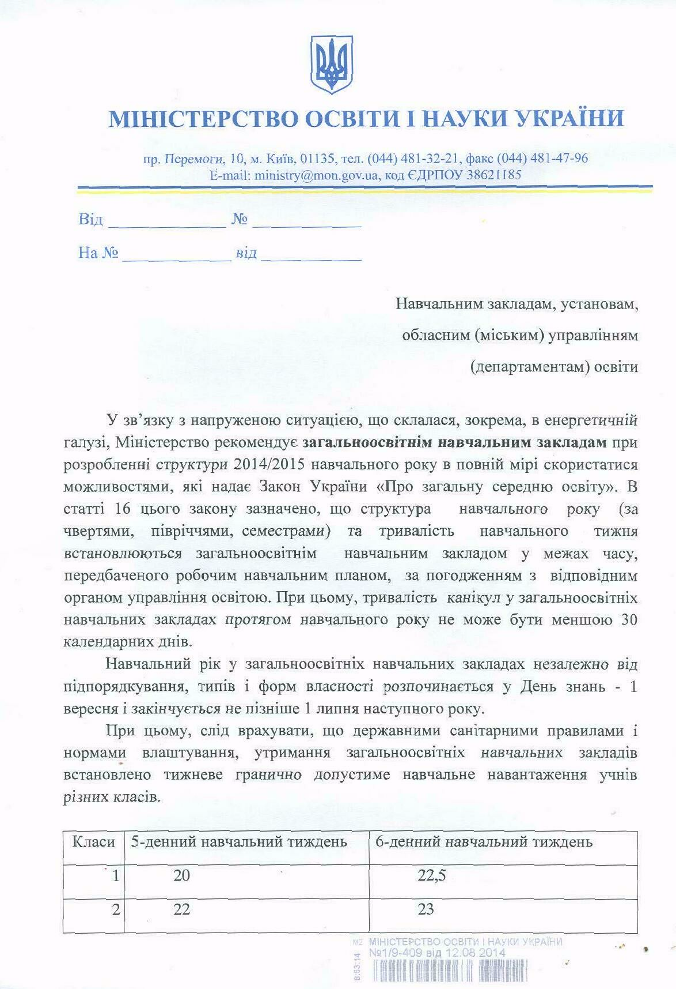 МІНІСТЕРСТВО ОСВІТИ І НАУКИ УКРАЇНИ
пр. Перемоги, 10, м. Київ, 01135, тел. (044) 481-32-21, факс (044) 481-47-96
E-mail: ministry@mon.gov.ua, код ЄДРПОУ 38621185
Від ______________ № _____________
На № _____________ від ____________
Навчальним закладам, установам,
обласним (міським) управлінням
(департаментам) освіти
У зв’язку з напруженою ситуацією, що склалася, зокрема, в енергетичній
галузі, Міністерство рекомендує загальноосвітнім навчальним закладам при
розробленні структури 2014/2015 навчального року в повній мірі скористатися
можливостями, які надає Закон України «Про загальну середню освіту». В
статті 16 цього закону зазначено, що структура навчального року (за
чвертями, півріччями, семестрами) та тривалість навчального тижня
встановлюються загальноосвітнім навчальним закладом у межах часу,
передбаченого робочим навчальним планом, за погодженням з відповідним
органом управління освітою. При цьому, тривалість канікул у загальноосвітніх
навчальних закладах протягом навчального року не може бути меншою 30
календарних днів.
Навчальний рік у загальноосвітніх навчальних закладах незалежно від
підпорядкування, типів і форм власності розпочинається у День знань - 1
вересня і закінчується не пізніше 1 липня наступного року.
При цьому, слід врахувати, що державними санітарними правилами і
нормами влаштування, утримання загальноосвітніх навчальних закладів
встановлено тижневе гранично допустиме навчальне навантаження учнів
різних класів.
Класи 5-денний навчальний тиждень 6-денний навчальний тиждень
1 20 22,5
2 22 23
МІНІСТЕРСТВО ОСВІТИ І НАУКИ УКРАЇНИ
№1/9-409 від 12.08.2014
8:53:14